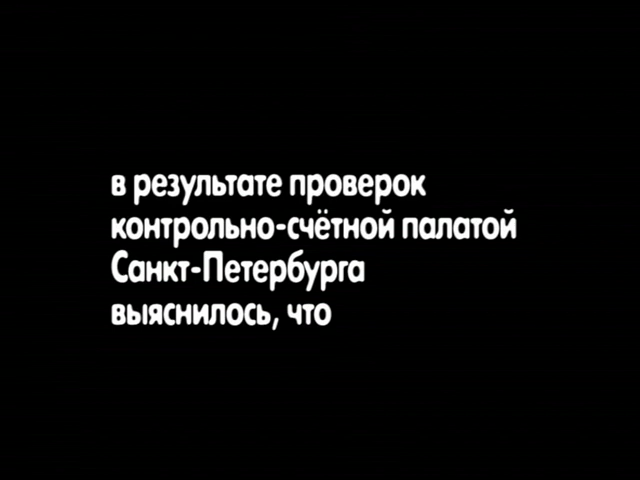 в результате проверок
контрольно-счётной палатой
Санкт-Петербурга
выяснилось, что